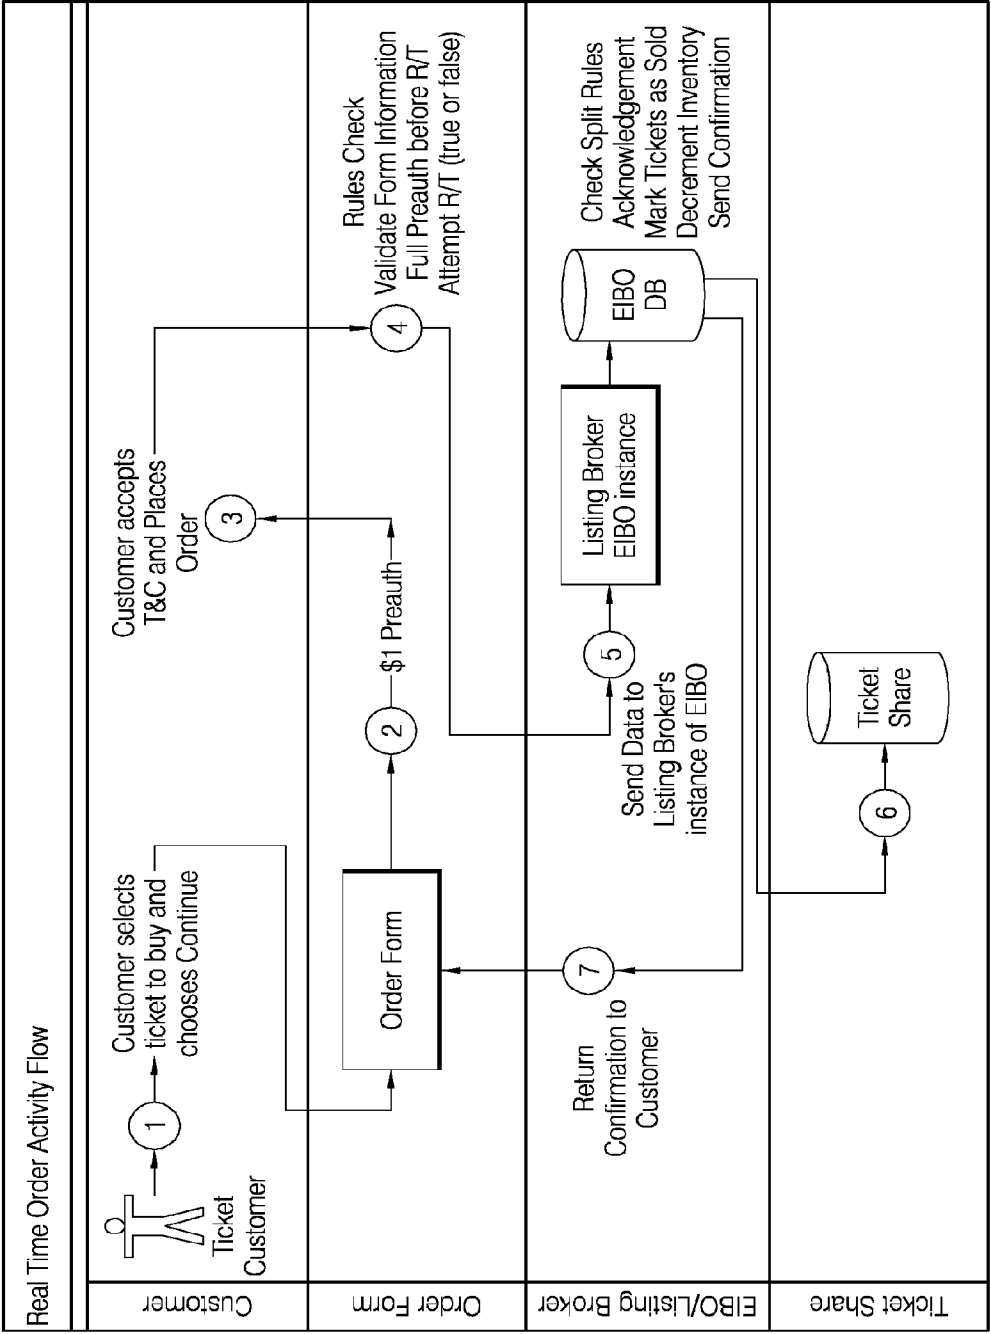 Real Time Order Activity Flow
Customer
Ticket
Customer
1
Customer selects
ticket to buy and
chooses Continue
Customer accepts
T&C and Places
Order
3
Order Form
Order Form
2
$1 Preauth
4
Rules Check
Validate Form Information
Full Preauth before R/T
Attempt R/T (true or false)
EIBO/Listing Broker
Return
Confirmation to
Customer
7
Send Data to
Listing Broker's
instance of EIBO
5
Listing Broker
EIBO instance
EIBO
DB
Check Split Rules
Acknowledgement
Mark Tickets as Sold
Decrement Inventory
Send Confirmation
Ticket Share
6
Ticket
Share